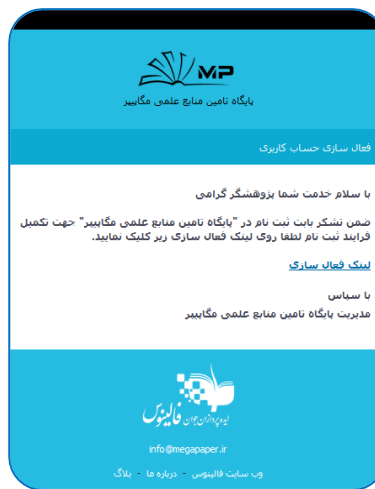 MP
پایگاه تامین منابع علمی مگاپیپر
فعال سازی حساب کاربری
با سلام خدمت شما پژوهشگر گرامی
ضمن تشکر بابت ثبت نام در "پایگاه تامین منابع علمی مگاپیپر" جهت تکمیل
فرایند ثبت نام لطفا روی لینک فعال سازی زیر کلیک نمایید.
لینک فعال سازی
با سپاس
مدیریت پایگاه تامین منابع علمی مگاپیپر
ایده‌پردازان جوان فالینوس
info@megapaper.ir
وب سایت فالینوس - درباره ما - بلاگ